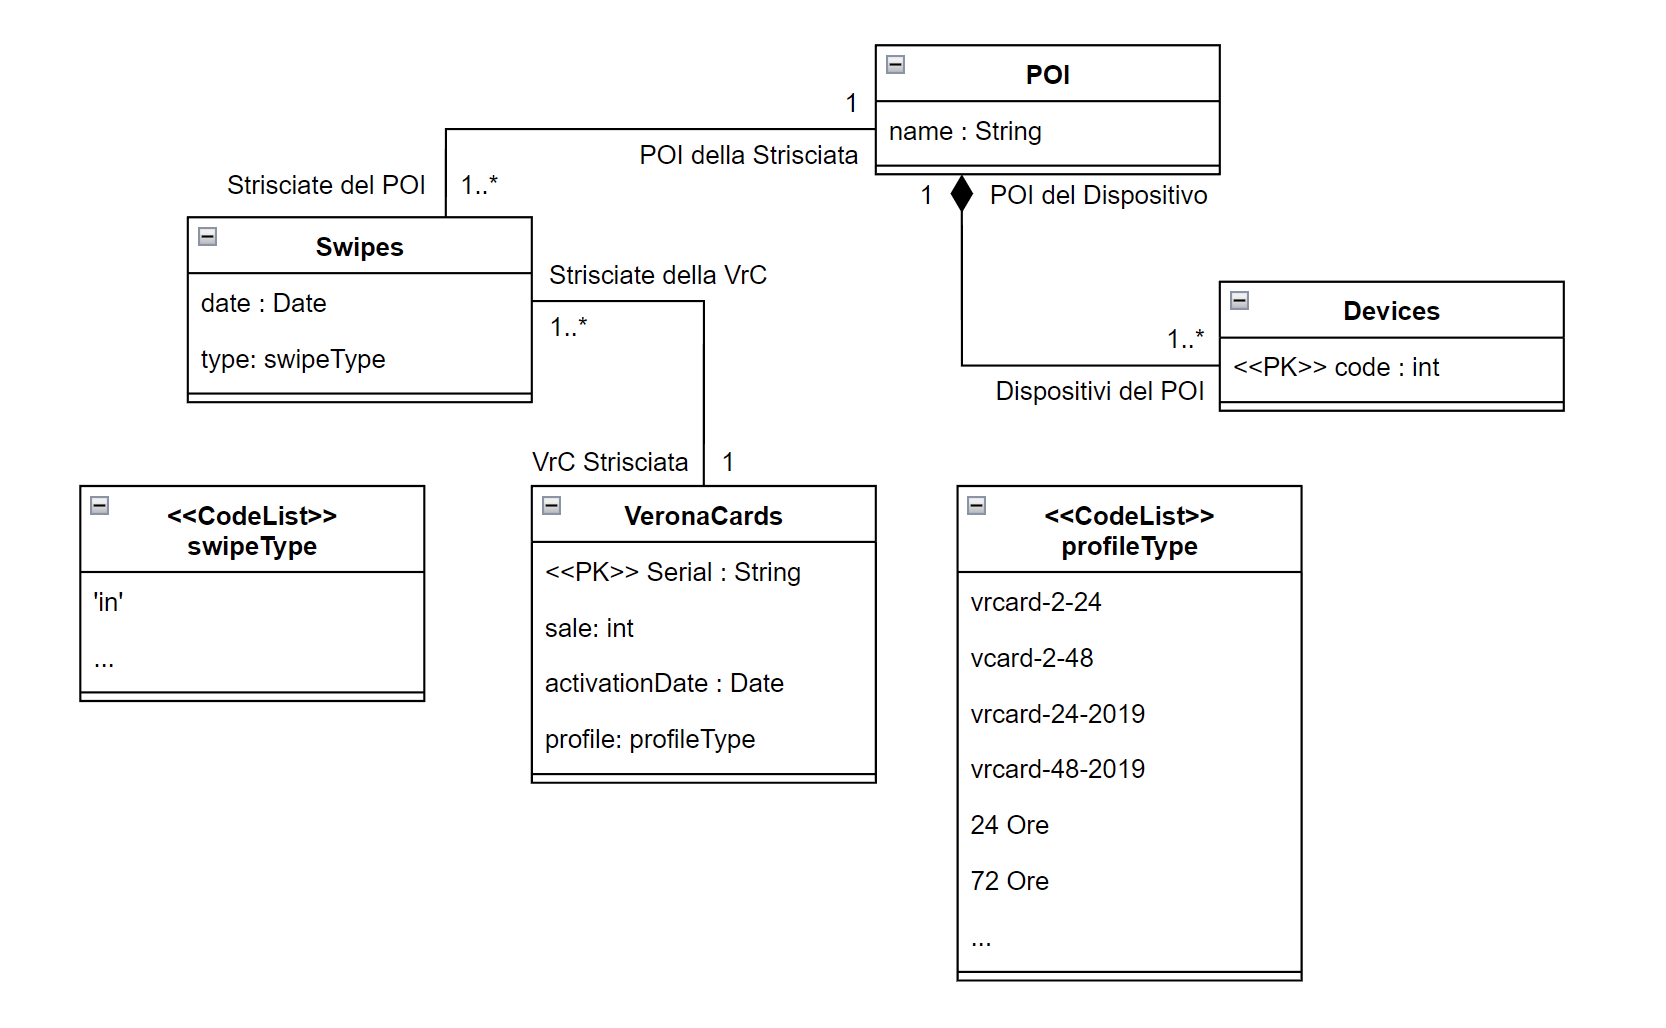 POI
name : String
1
POI della Strisciata
Strisciate del POI
1..*
1
POI del Dispositivo
Swipes
date : Date
type: swipeType
Strisciate della VrC
1..*
Devices
<<PK>> code : int
1..*
Dispositivi del POI
VrC Strisciata
1
<<CodeList>>
swipeType
'in'
...
VeronaCards
<<PK>> Serial : String
sale: int
activationDate : Date
profile: profileType
<<CodeList>>
profileType
vrcard-2-24
vcard-2-48
vrcard-24-2019
vrcard-48-2019
24 Ore
72 Ore
...